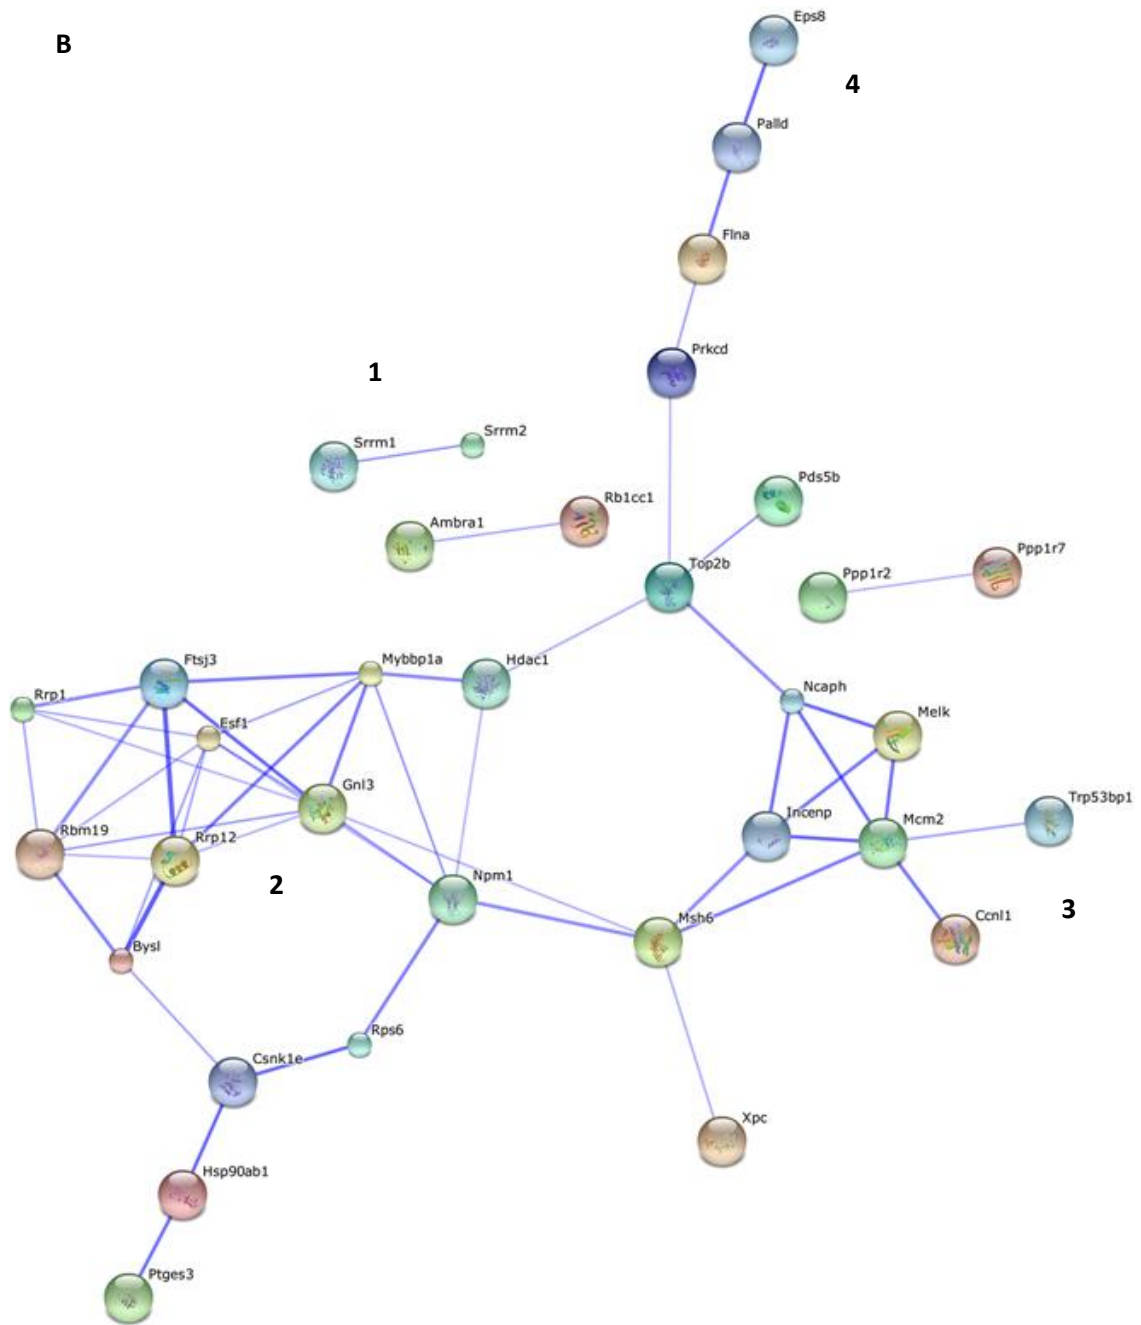 Eps8
B
4
Palld
Flna
Prkcd
1
Srrm1
Srrm2
Pds5b
Rb1cc1
Ambra1
Ppp1r7
Top2b
Ppp1r2
Ftsj3
Mybbp1a
Hdac1
Rrp1
Ncaph
Esf1
Melk
Gnl3
Trp53bp1
Incenp
Mcm2
Rbm19
Rrp12
2
Npm1
3
Msh6
Ccnl1
Bysl
Rps6
Csnk1e
Xpc
Hsp90ab1
Ptges3